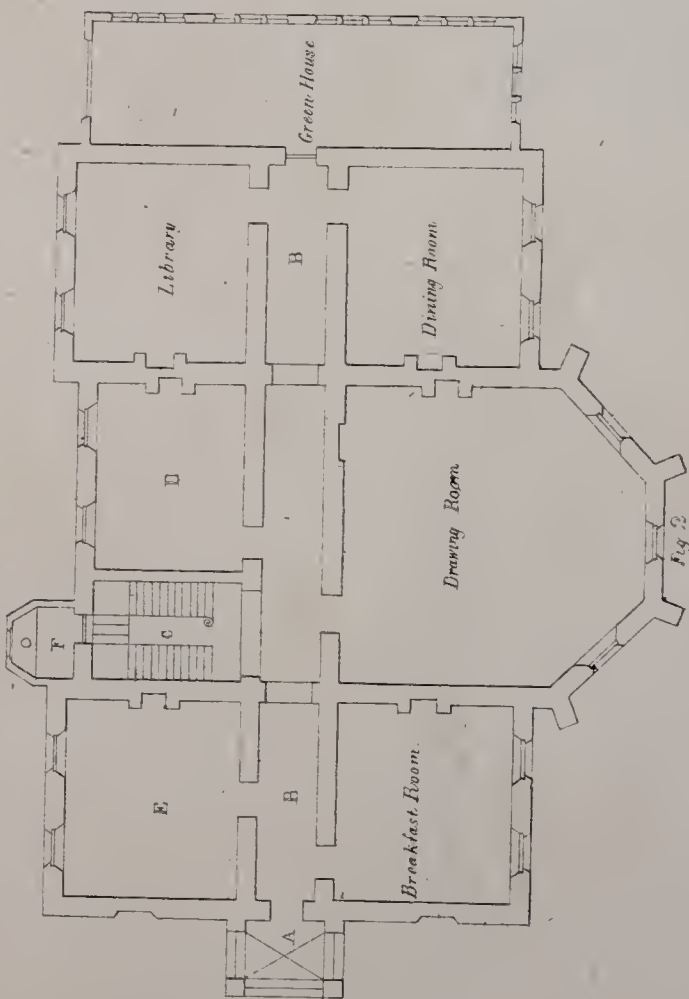 F
E
D
Library
C
A
B
B
Green-House
Breakfast Room.
Drawing Room
Dining Room
Fig 2